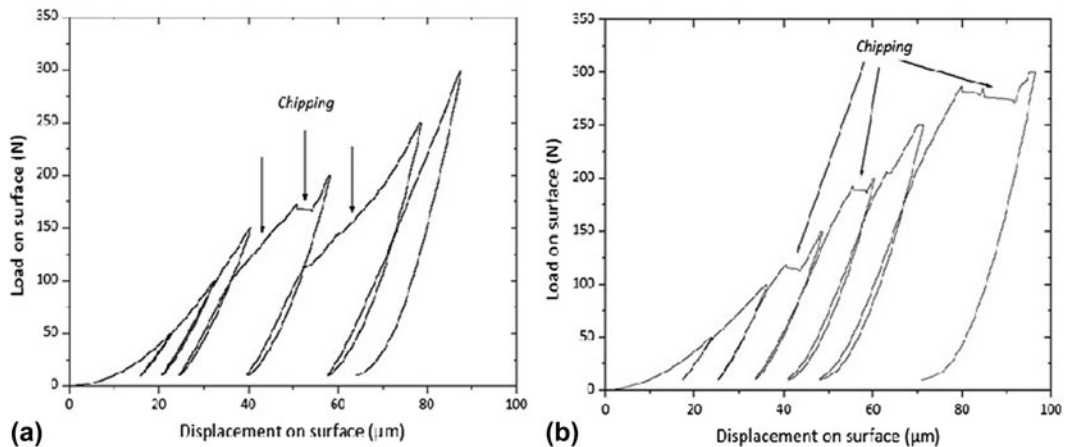 350
300
250
200
150
100
50
0
Load on surface (N)
Chipping
0 20 40 60 80 100
Displacement on surface (μm)
(a)
350
300
250
200
150
100
50
0
Load on surface (N)
Chipping
0 20 40 60 80 100
Displacement on surface (μm)
(b)